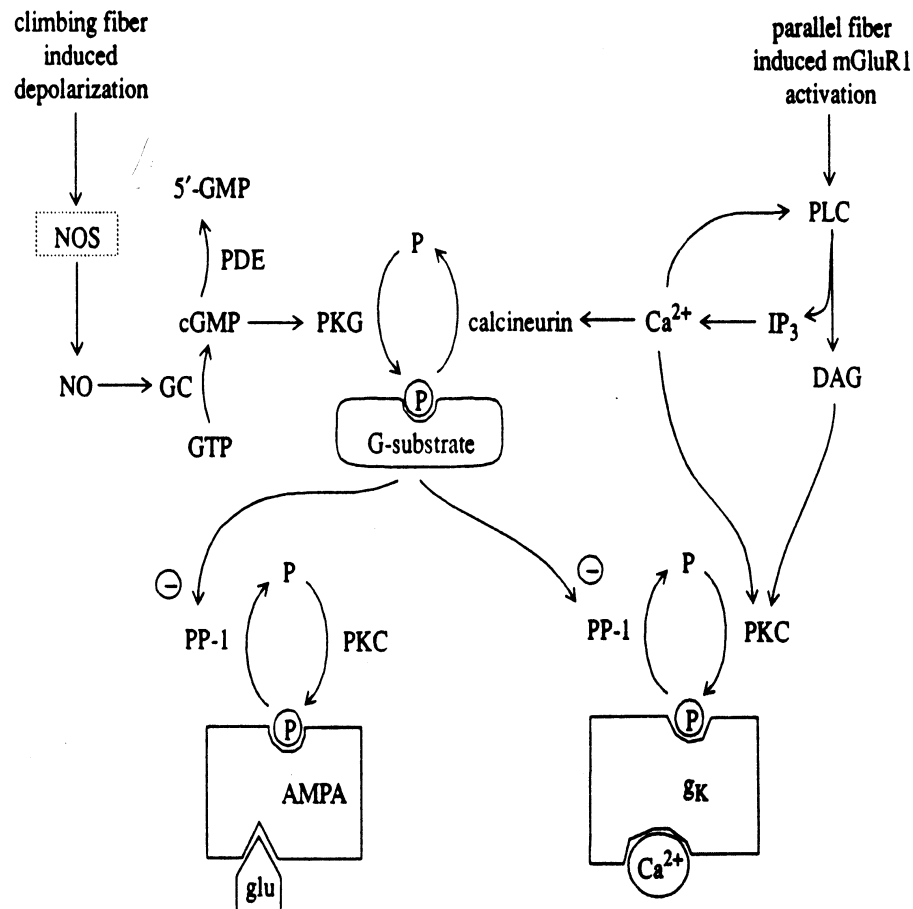 climbing fiber
induced
depolarization
parallel fiber
induced mGluR1
activation
5′-GMP
PLC
NOS
P
PDE
cGMP
PKG
calcineurin
Ca2+
IP3
NO
GC
DAG
P
GTP
G-substrate
−
P
−
P
PP-1
PKC
PP-1
PKC
P
P
AMPA
gK
glu
Ca2+